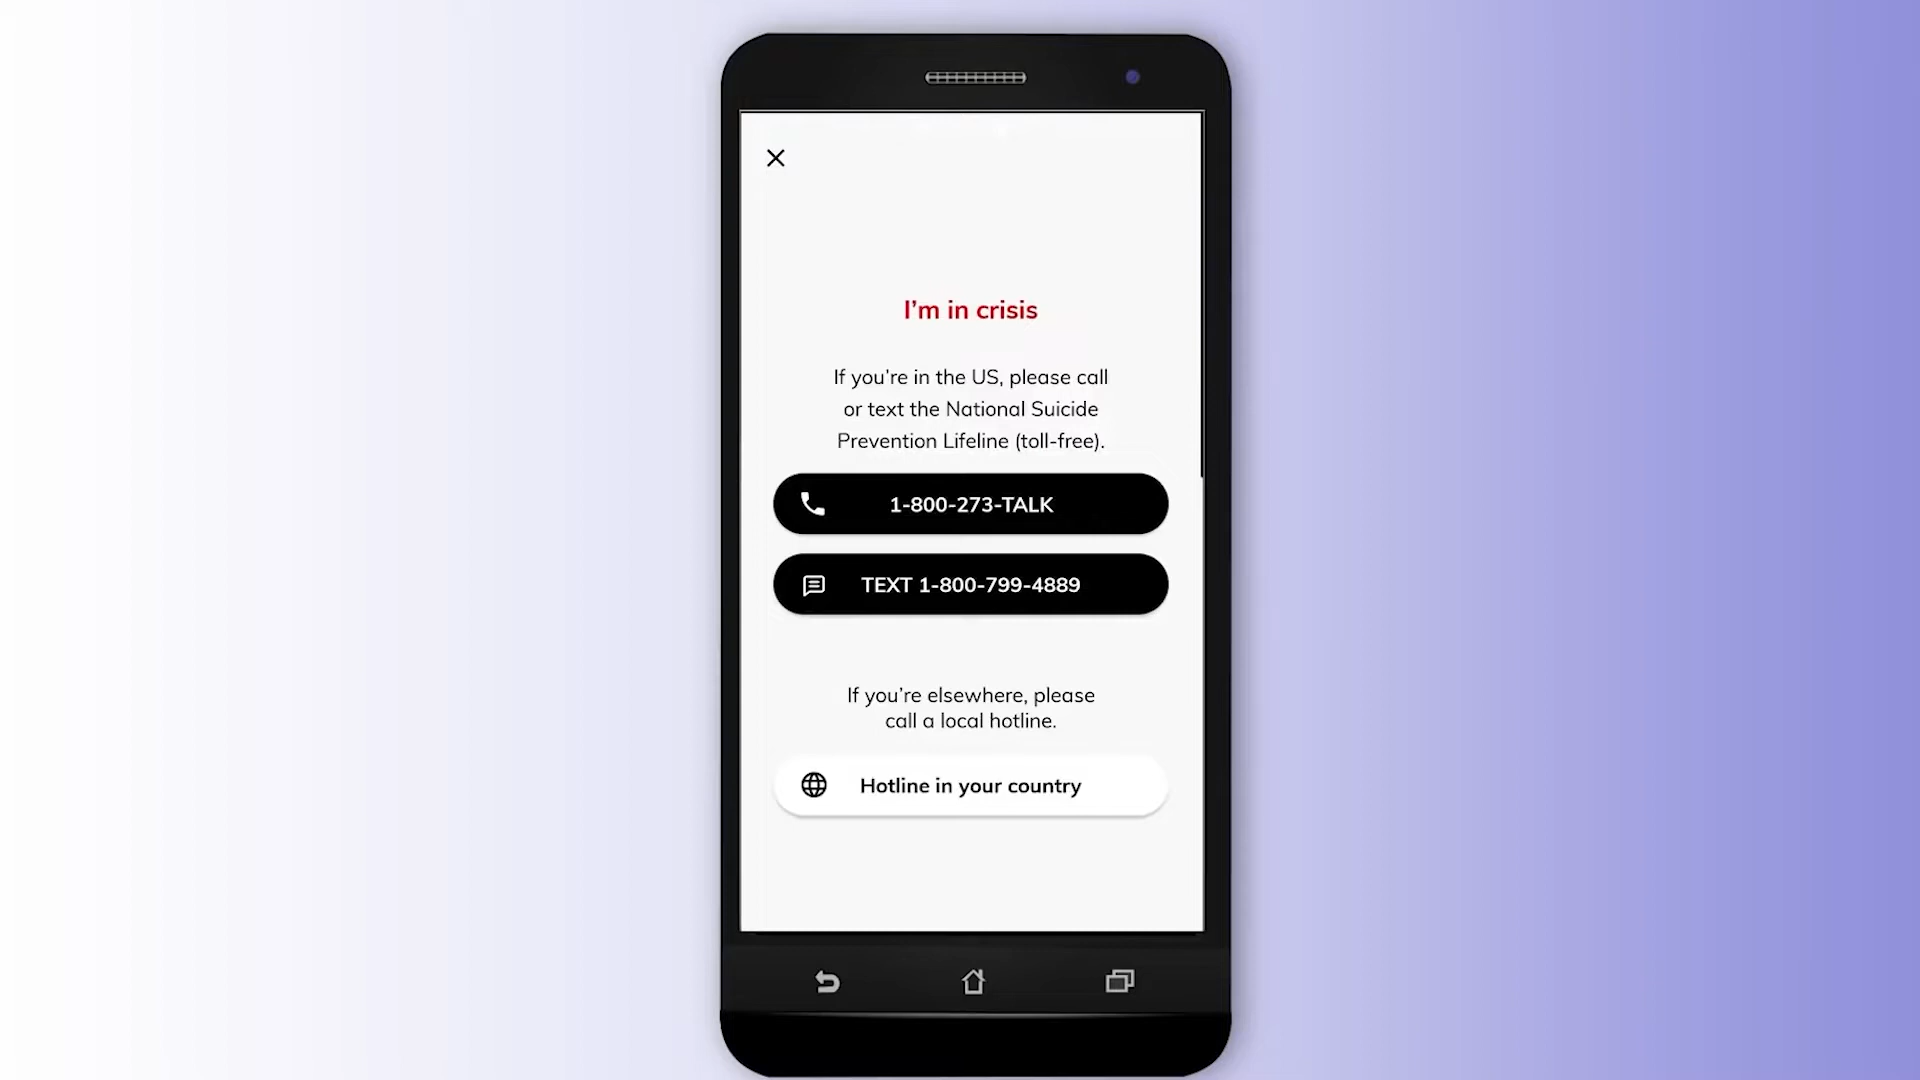 I'm in crisis
If you're in the US, please call
or text the National Suicide
Prevention Lifeline (toll-free).
1-800-273-TALK
TEXT 1-800-799-4889
If you're elsewhere, please
call a local hotline.
Hotline in your country